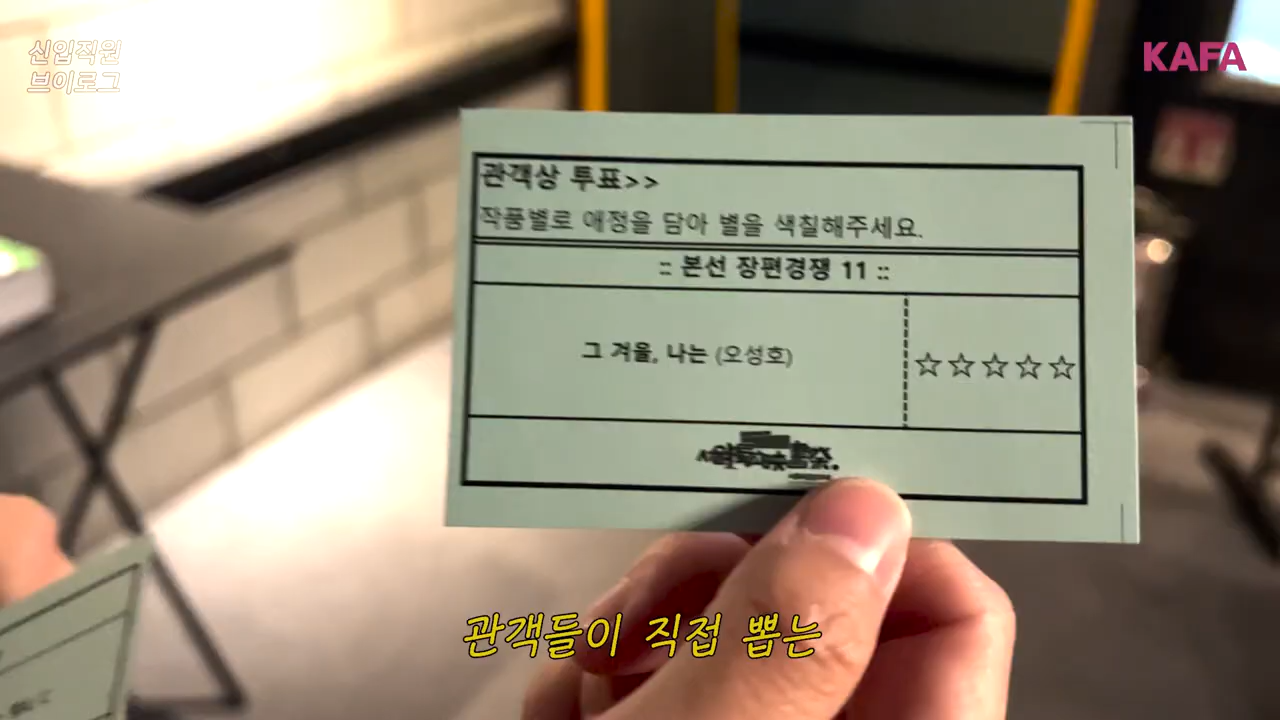 신입직원
브이로그
KAFA
관객상 투표>>
작품별로 애정을 담아 별을 색칠해주세요.
:: 본선 장편경쟁 11 ::
그 겨울, 나는 (오성호)
☆☆☆☆☆
관객들이 직접 뽑는